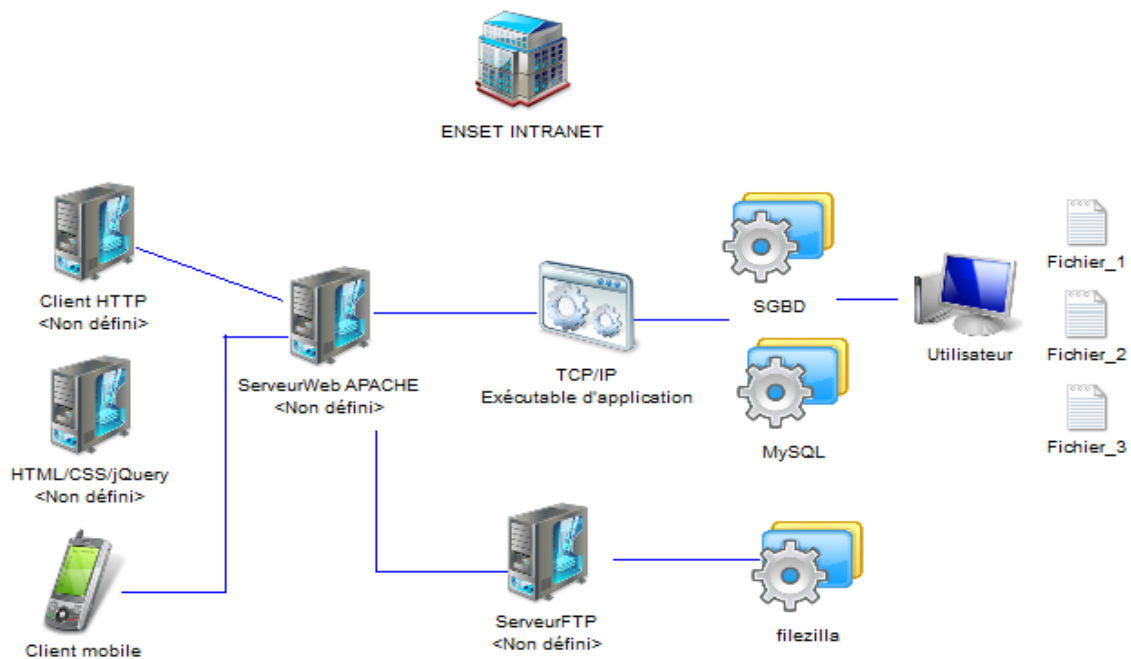 ENSET INTRANET
Client HTTP
<Non défini>
HTML/CSS/jQuery
<Non défini>
Client mobile
ServeurWeb APACHE
<Non défini>
TCP/IP
Exécutable d'application
ServeurFTP
<Non défini>
SGBD
MySQL
filezilla
Utilisateur
Fichier_1
Fichier_2
Fichier_3